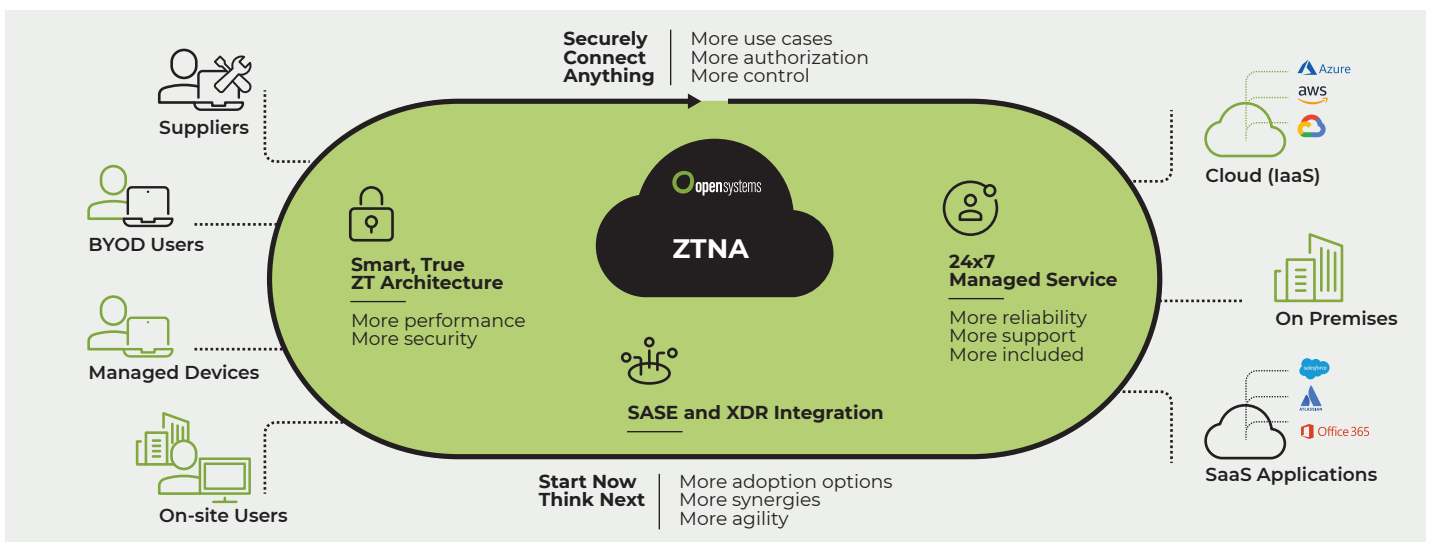 Securely
Connect
Anything
More use cases
More authorization
More control
Suppliers
BYOD Users
Managed Devices
On-site Users
Smart, True
ZT Architecture
More performance
More security
open systems
ZTNA
SASE and XDR Integration
24x7
Managed Service
More reliability
More support
More included
Azure
aws
Cloud (IaaS)
On Premises
salesforce
ATLASSIAN
Office 365
SaaS Applications
Start Now
Think Next
More adoption options
More synergies
More agility